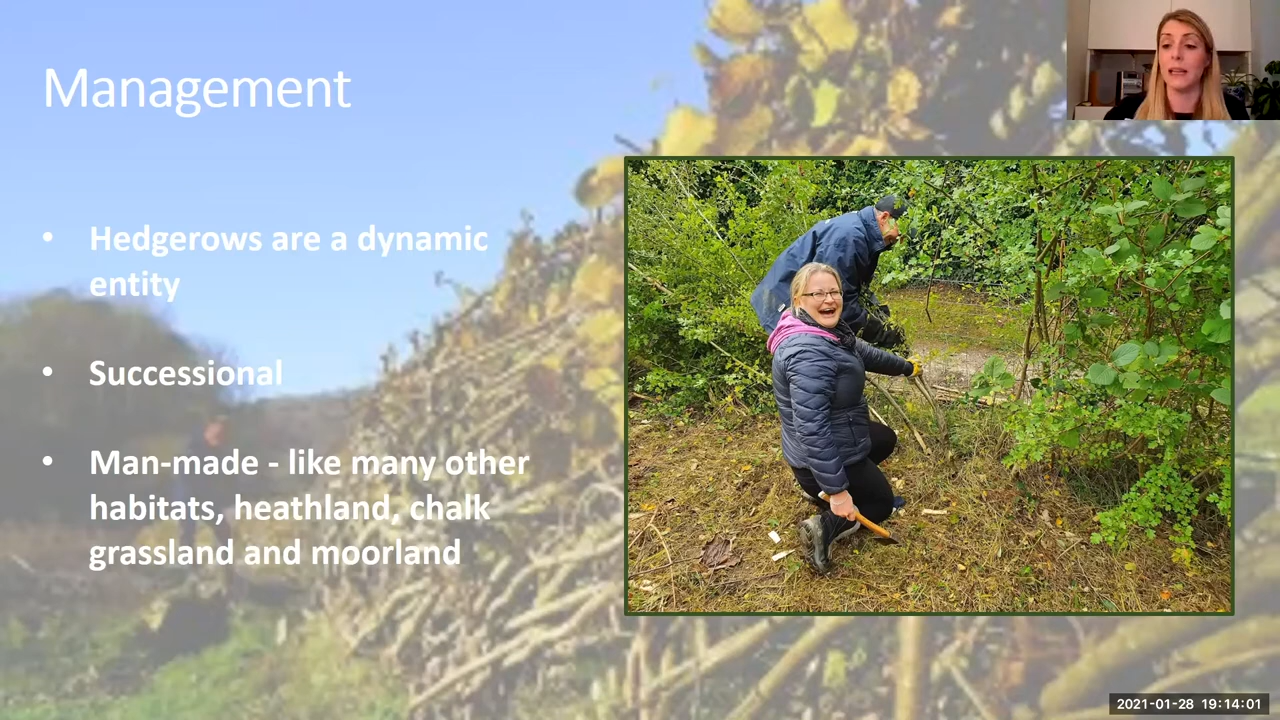 Management
• Hedgerows are a dynamic
entity
• Successional
• Man-made - like many other
habitats, heathland, chalk
grassland and moorland
2021-01-28 19:14:01